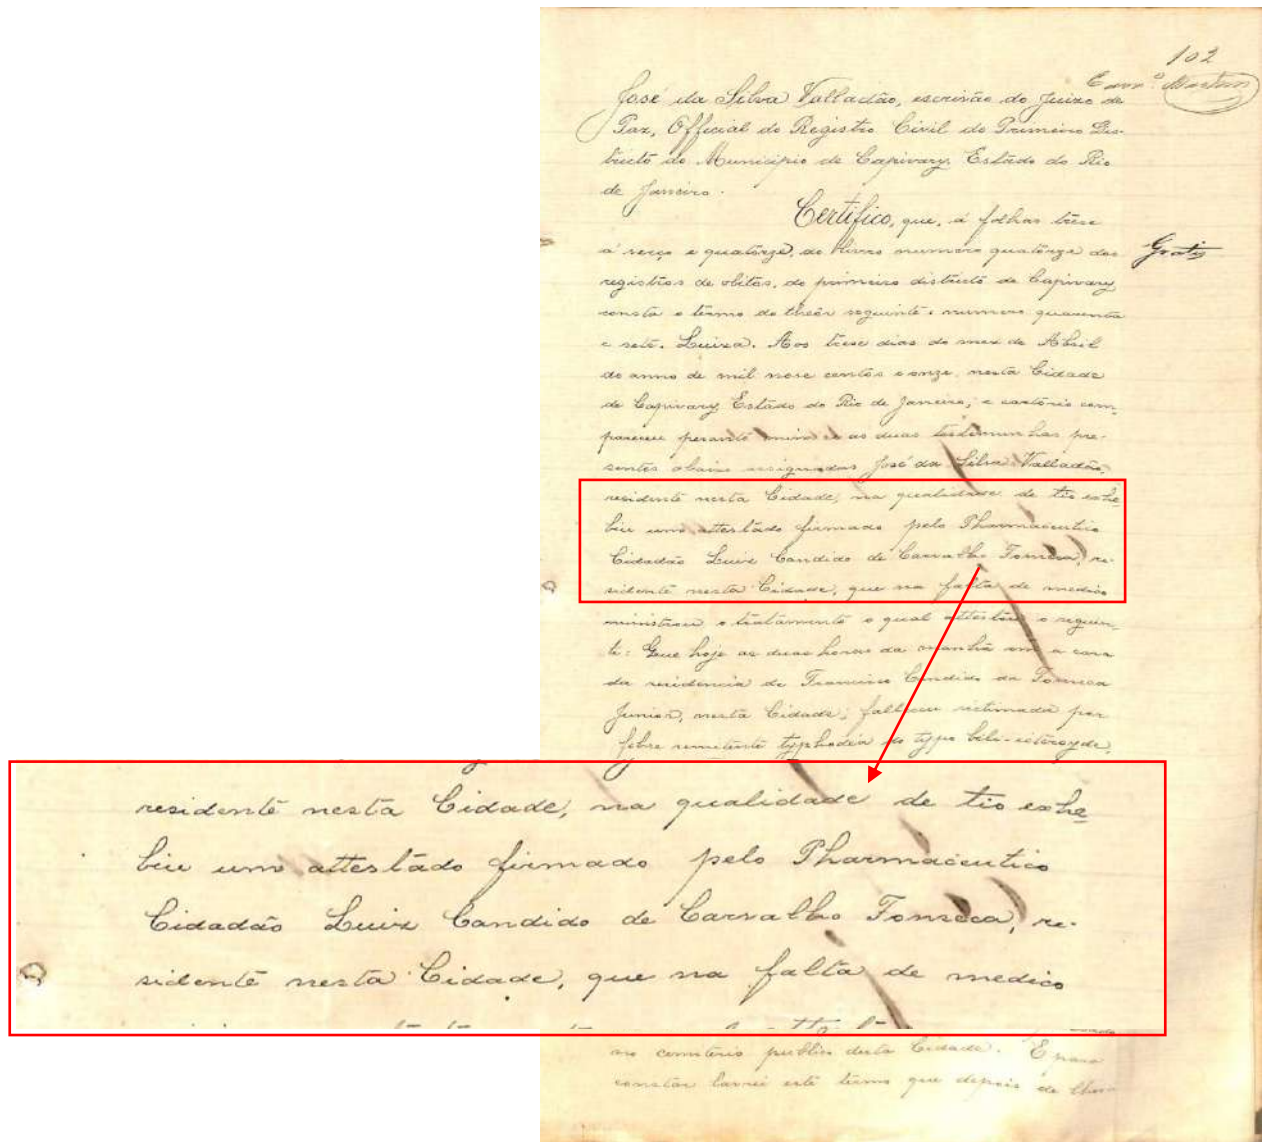 102
José da Silva Valladão, escrivão do Juizo de
Paz, Official do Registro Civil do Primeiro Dis-
tricto do Municipio de Capivary, Estado do Rio
de Janeiro.
Certifico, que, á folhas trese
á verso e quatorze, do livro numero quatorze dos
Gratis
registros de obitos, do primeiro districto de Capivary
consta o termo do theôr seguinte: numero quarenta
e sete. Luiza. Aos trese dias do mez de Abril
do anno de mil nove centos e onze, nesta Cidade
de Capivary, Estado do Rio de Janeiro, e cartório com-
pareceu perante mim e as duas testemunhas pre-
sentes abaixo assignadas José da Silva Valladão,
residente nesta Cidade, na qualidade de tio exhe-
biu um attestado firmado pelo Pharmaceutico
Cidadão Luiz Candido de Carvalho Fonseca, re-
sidente nesta Cidade, que na falta de medico
ministrou o tratamento o qual attestou o seguin-
te: Que hoje as duas horas da manhã em a casa
da residencia de Francisco Candido da Fonseca
Junior, nesta Cidade, falleceu victimada por
febre remittente typhodea do typo
residente nesta Cidade, na qualidade de tio exhe-
biu um attestado firmado pelo Pharmaceutico
Cidadão Luiz Candido de Carvalho Fonseca, re-
sidente nesta Cidade, que na falta de medico
no cemiterio publico desta Cidade. E para
constar lavrei este termo que depois de